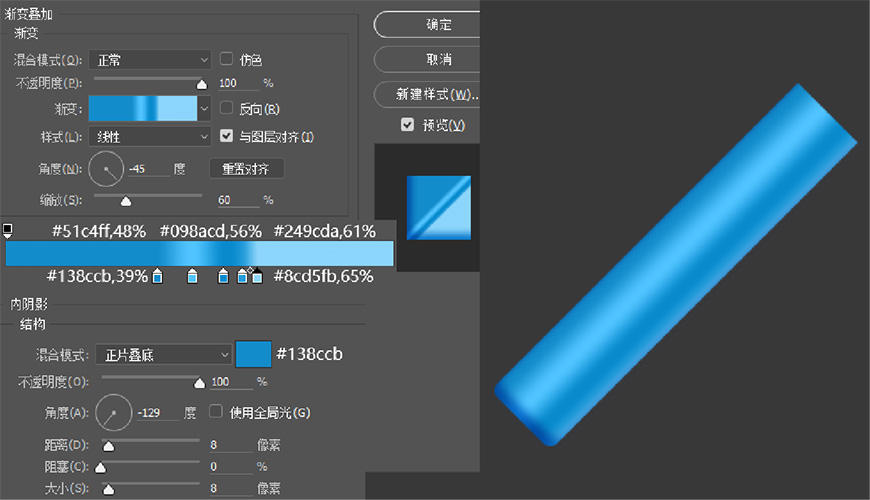 渐变叠加
渐变
混合模式(O): 正常 仿色
不透明度(P): 100 %
渐变: 反向(R)
样式(L): 线性 与图层对齐(I)
角度(N): -45 度 重置对齐
缩放(S): 60 %
确定
取消
新建样式(W)...
预览(V)
#51c4ff,48% #098acd,56% #249cda,61%
#138ccb,39% #8cd5fb,65%
内阴影
结构
混合模式: 正片叠底 #138ccb
不透明度(O): 100 %
角度(A): -129 度 使用全局光(G)
距离(D): 8 像素
阻塞(C): 0 %
大小(S): 8 像素